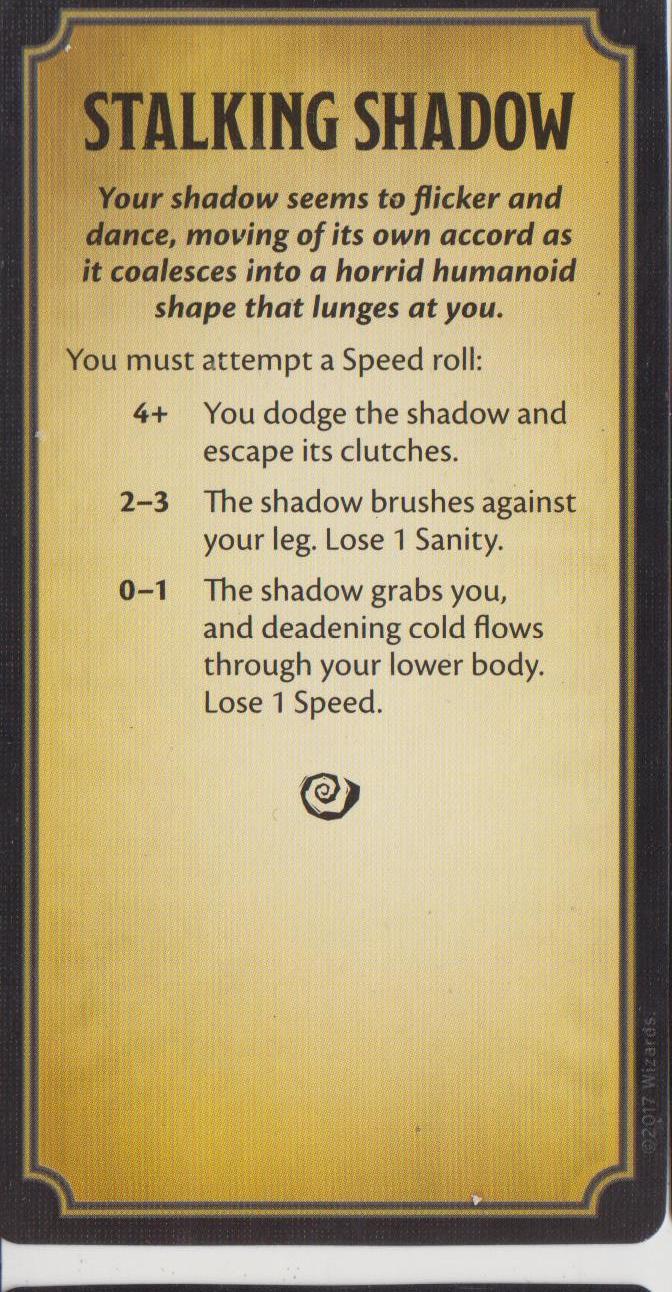 STALKING SHADOW
Your shadow seems to flicker and
dance, moving of its own accord as
it coalesces into a horrid humanoid
shape that lunges at you.
You must attempt a Speed roll:
4+ You dodge the shadow and
escape its clutches.
2–3 The shadow brushes against
your leg. Lose 1 Sanity.
0–1 The shadow grabs you,
and deadening cold flows
through your lower body.
Lose 1 Speed.
©2017 Wizards.